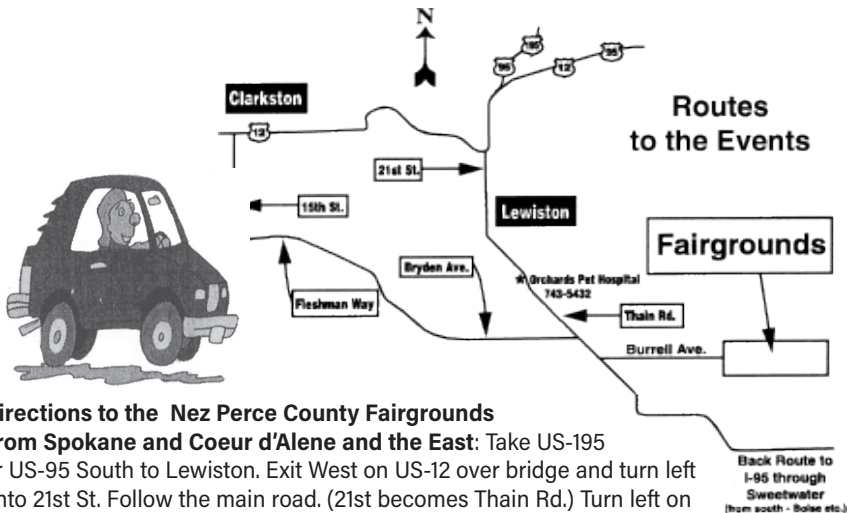 N
195
95
12
95
Clarkston
12
Routes
to the Events
21st St.
15th St.
Lewiston
Fairgrounds
Bryden Ave.
Orchards Pet Hospital
743-5432
Fleshman Way
Thain Rd.
Burrell Ave.
irections to the Nez Perce County Fairgrounds
rom Spokane and Coeur d'Alene and the East: Take US-195
r US-95 South to Lewiston. Exit West on US-12 over bridge and turn left
nto 21st St. Follow the main road. (21st becomes Thain Rd.) Turn left on
Back Route to
I-95 through
Sweetwater
(from south - Boise etc.)